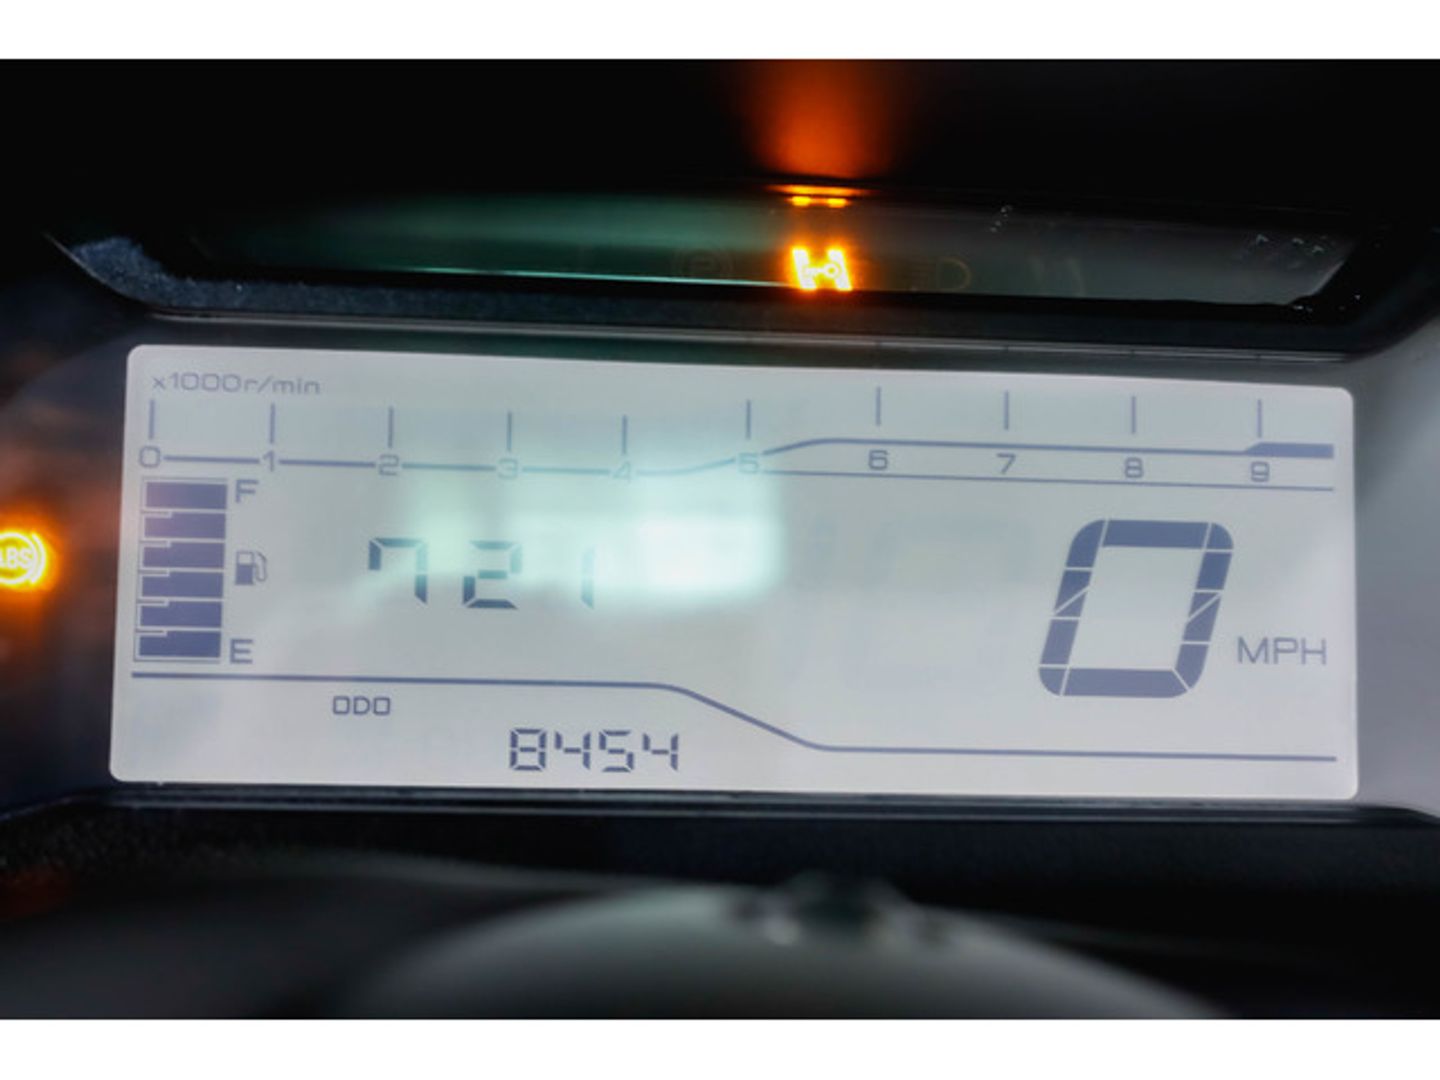 x1000r/min
0 1 2 3 4 5 6 7 8 9
F
ABS
721
0
E
MPH
ODO
8454